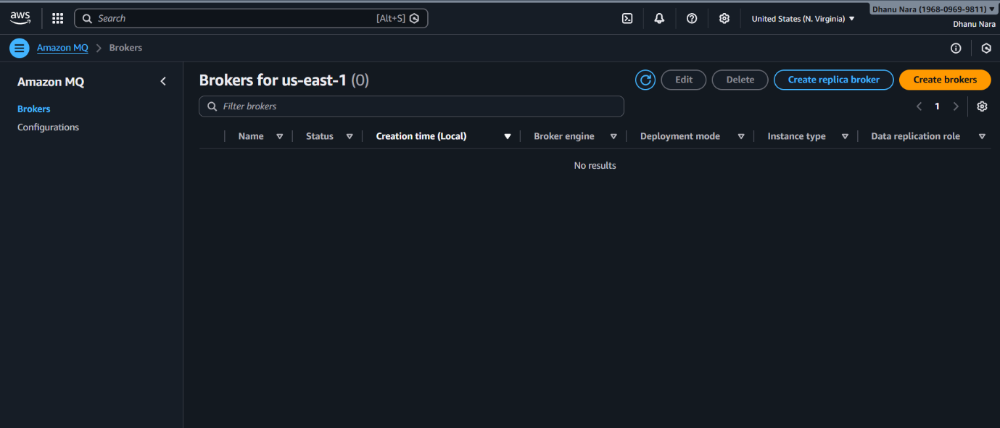 aws
Search [Alt+S]
United States (N. Virginia)
Dhanu Nara (1968-0969-9811)
Dhanu Nara
Amazon MQ > Brokers
Amazon MQ
Brokers
Configurations
Brokers for us-east-1 (0)
Edit Delete Create replica broker Create brokers
Filter brokers
1
Name Status Creation time (Local) Broker engine Deployment mode Instance type Data replication role
No results